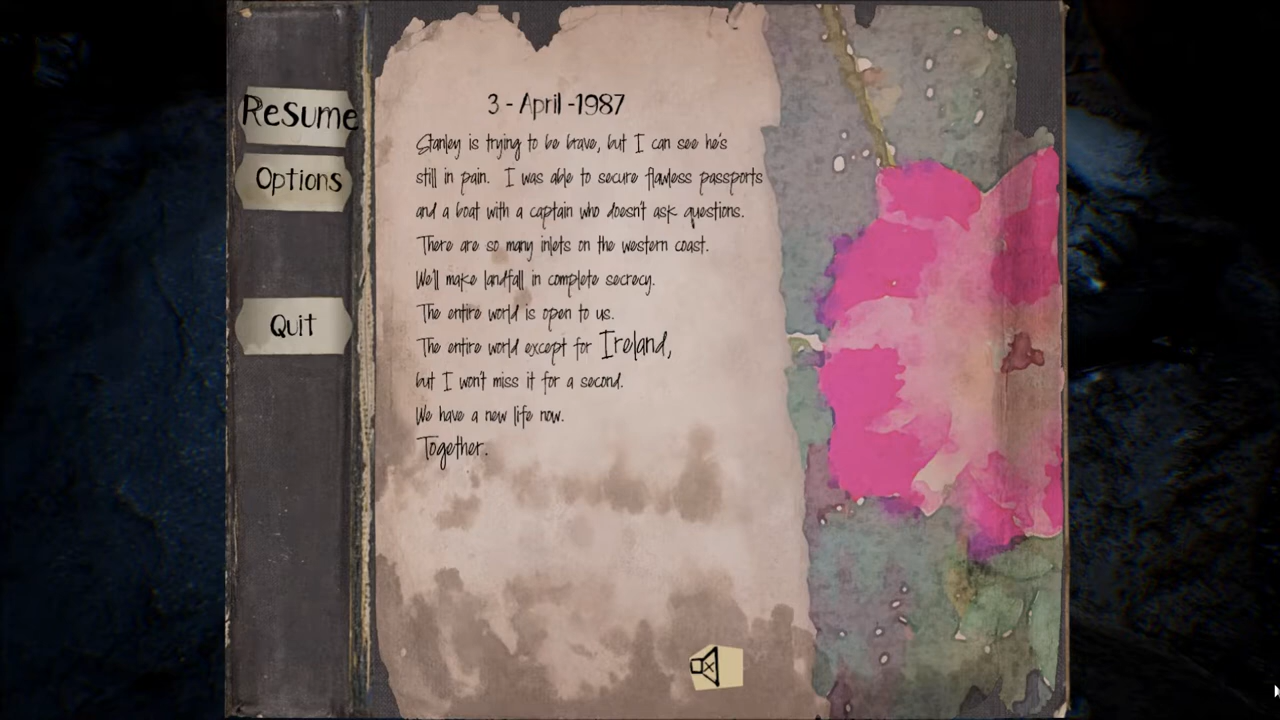 Resume
Options
Quit
3 - April -1987
Stanley is trying to be brave, but I can see he's
still in pain. I was able to secure flawless passports
and a boat with a captain who doesn't ask questions.
There are so many inlets on the western coast.
We'll make landfall in complete secrecy.
The entire world is open to us.
The entire world except for Ireland,
but I won't miss it for a second.
We have a new life now.
Together.